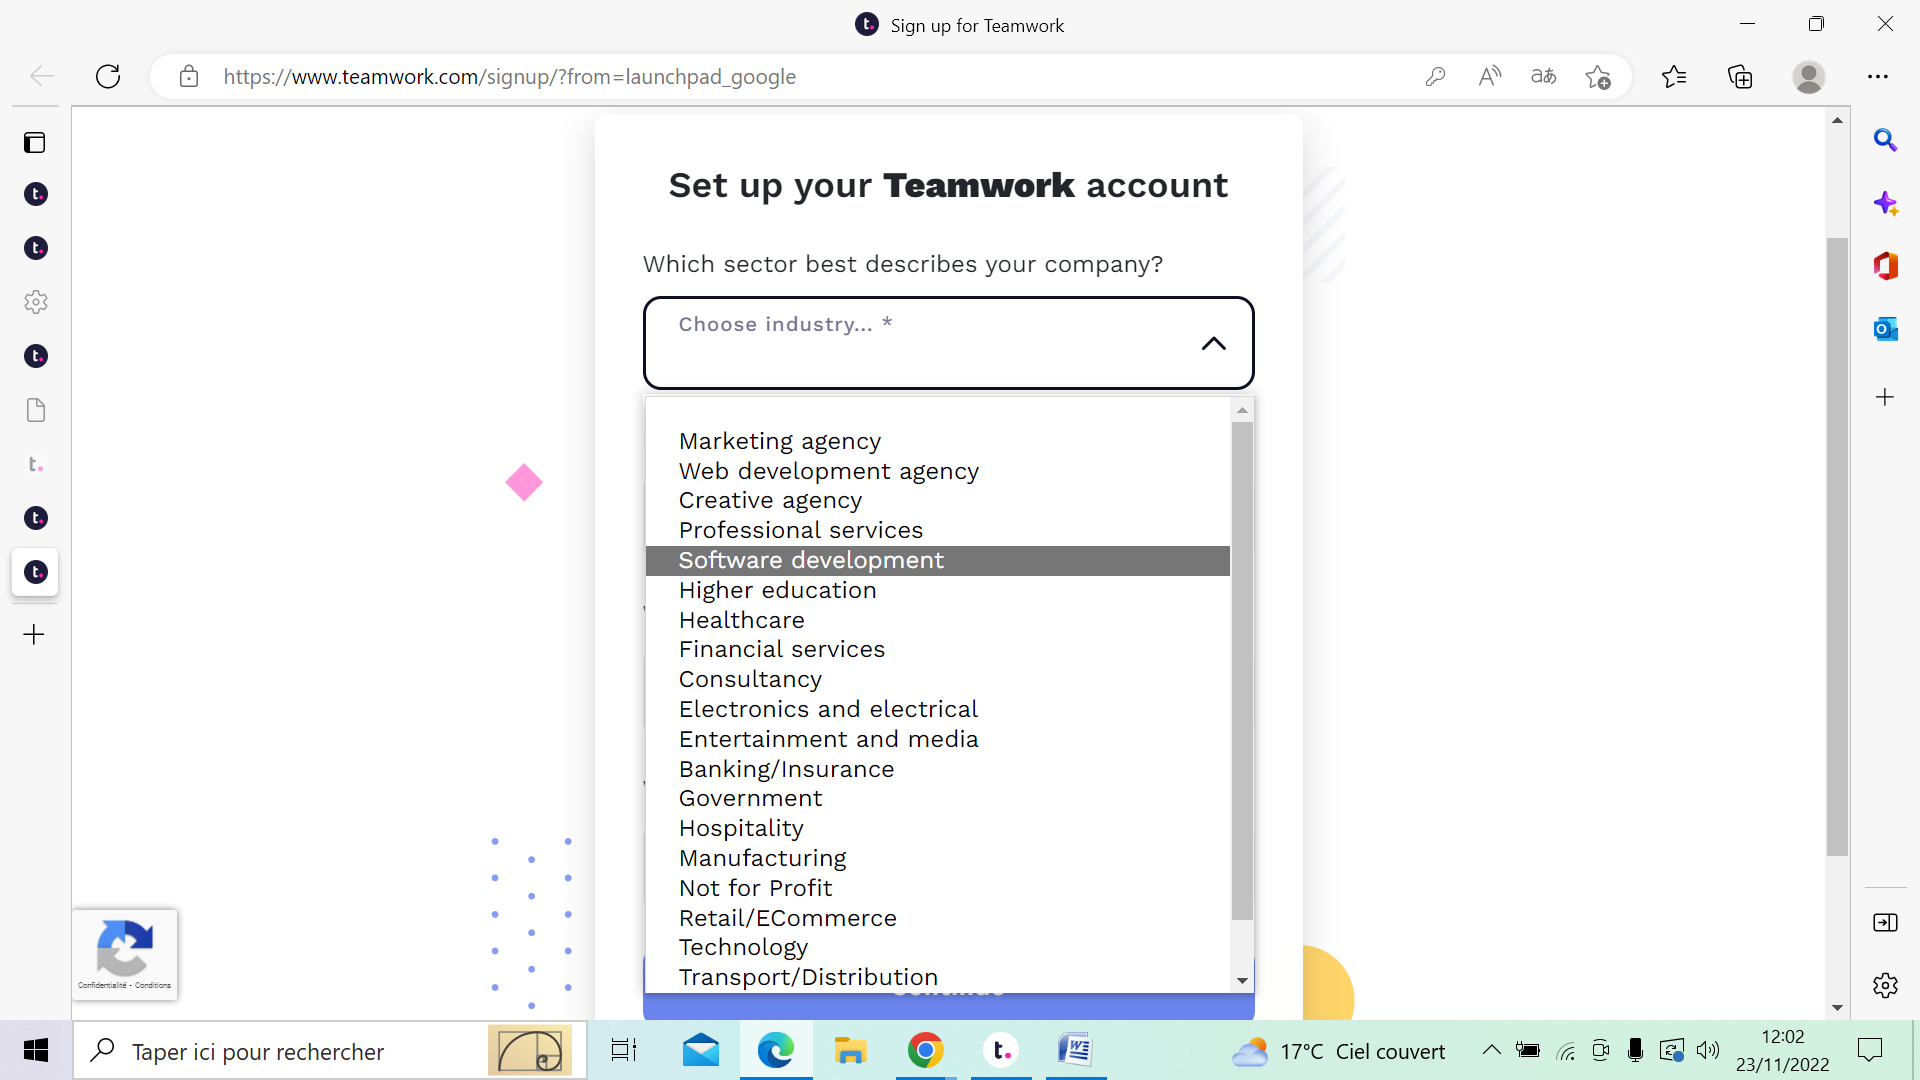 Sign up for Teamwork
https://www.teamwork.com/signup/?from=launchpad_google
Set up your Teamwork account
Which sector best describes your company?
Choose industry... *
Marketing agency
Web development agency
Creative agency
Professional services
Software development
Higher education
Healthcare
Financial services
Consultancy
Electronics and electrical
Entertainment and media
Banking/Insurance
Government
Hospitality
Manufacturing
Not for Profit
Retail/ECommerce
Technology
Transport/Distribution
Confidentialité - Conditions
Taper ici pour rechercher
17°C Ciel couvert
12:02
23/11/2022